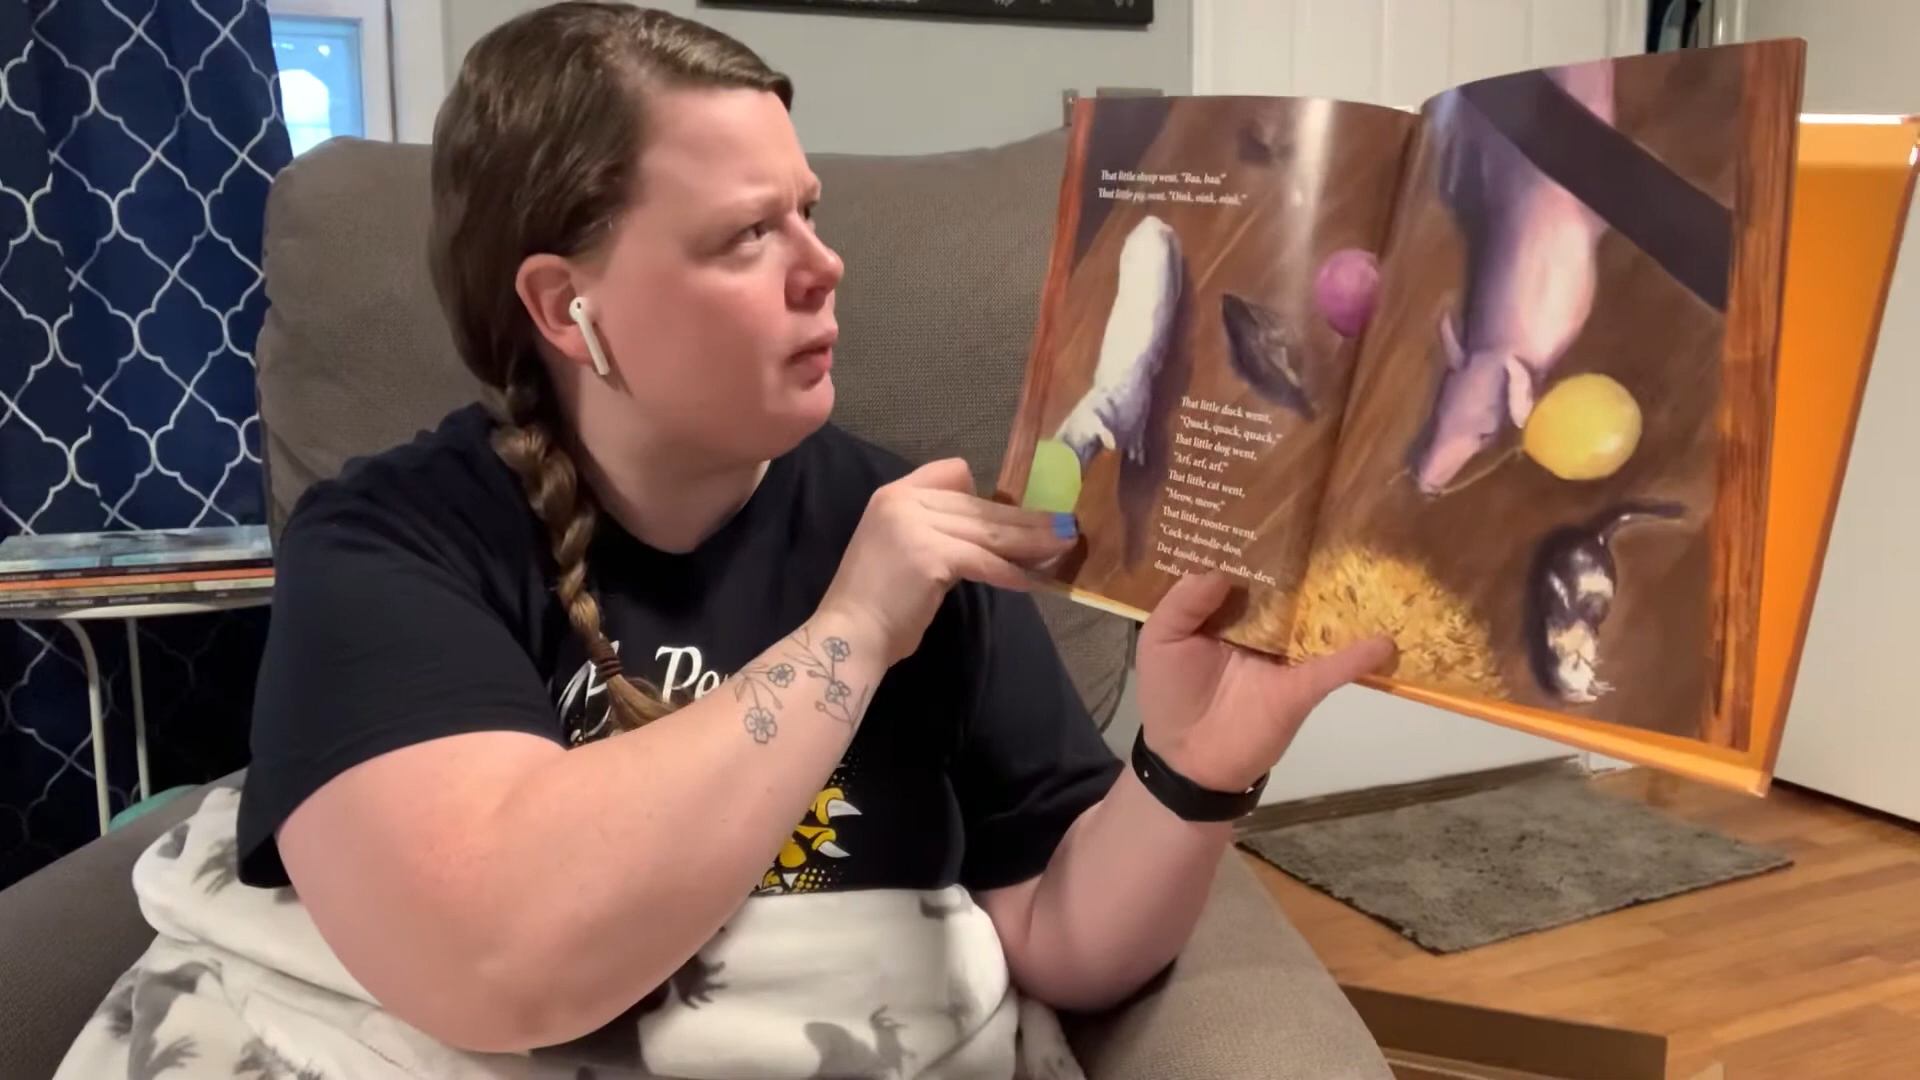 That little sheep went, "Baa, baa."
That little pig went, "Oink, oink, oink."
That little duck went,
"Quack, quack, quack,"
That little dog went,
"Arf, arf, arf,"
That little cat went,
"Meow, meow,"
That little rooster went,
"Cock-a-doodle-doo,
Dee doodle-dee, doodle-dee,